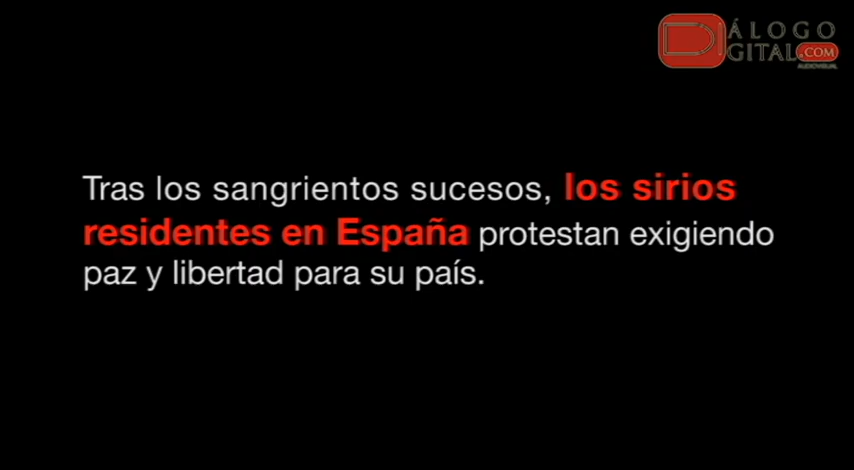 DIÁLOGO
DIGITAL.COM
AUDIOVISUAL
Tras los sangrientos sucesos, los sirios
residentes en España protestan exigiendo
paz y libertad para su país.